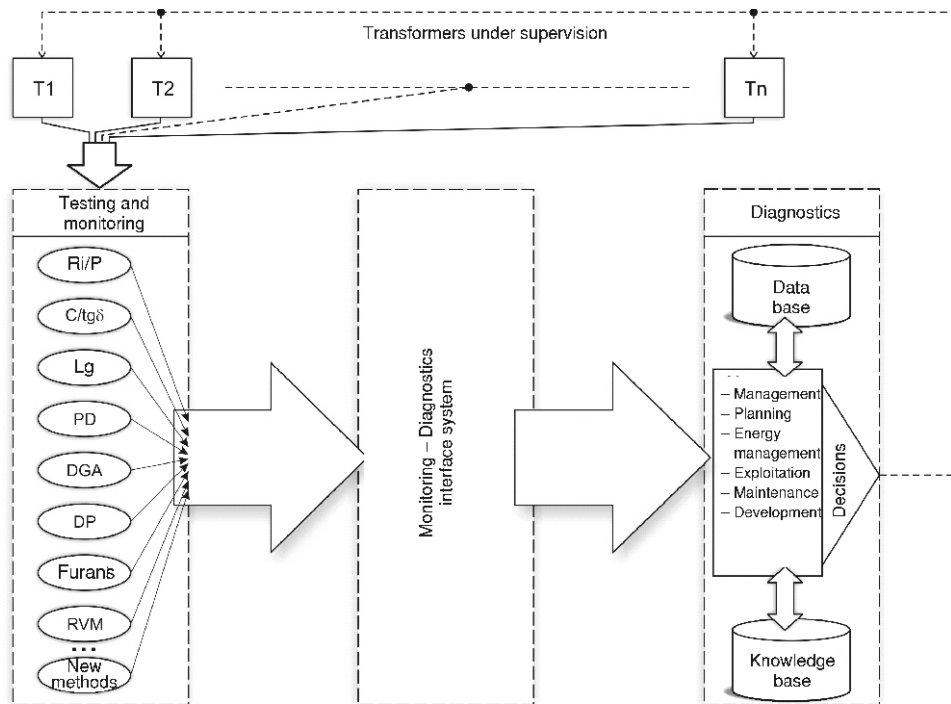 Transformers under supervision
T1
T2
Tn
Testing and
monitoring
Ri/P
C/tgδ
Lg
PD
DGA
DP
Furans
RVM
...
New
methods
Monitoring – Diagnostics
interface system
Diagnostics
Data
base
– Management
– Planning
– Energy
management
– Exploitation
– Maintenance
– Development
Decisions
Knowledge
base